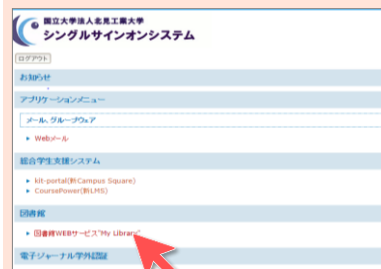 国立大学法人北見工業大学
シングルサインオンシステム
ログアウト
お知らせ
アプリケーションメニュー
メール、グループウェア
Webメール
総合学生支援システム
kit-portal(新Campus Square)
CoursePower(新LMS)
図書館
図書館WEBサービス"My Library"
電子ジャーナル学外認証